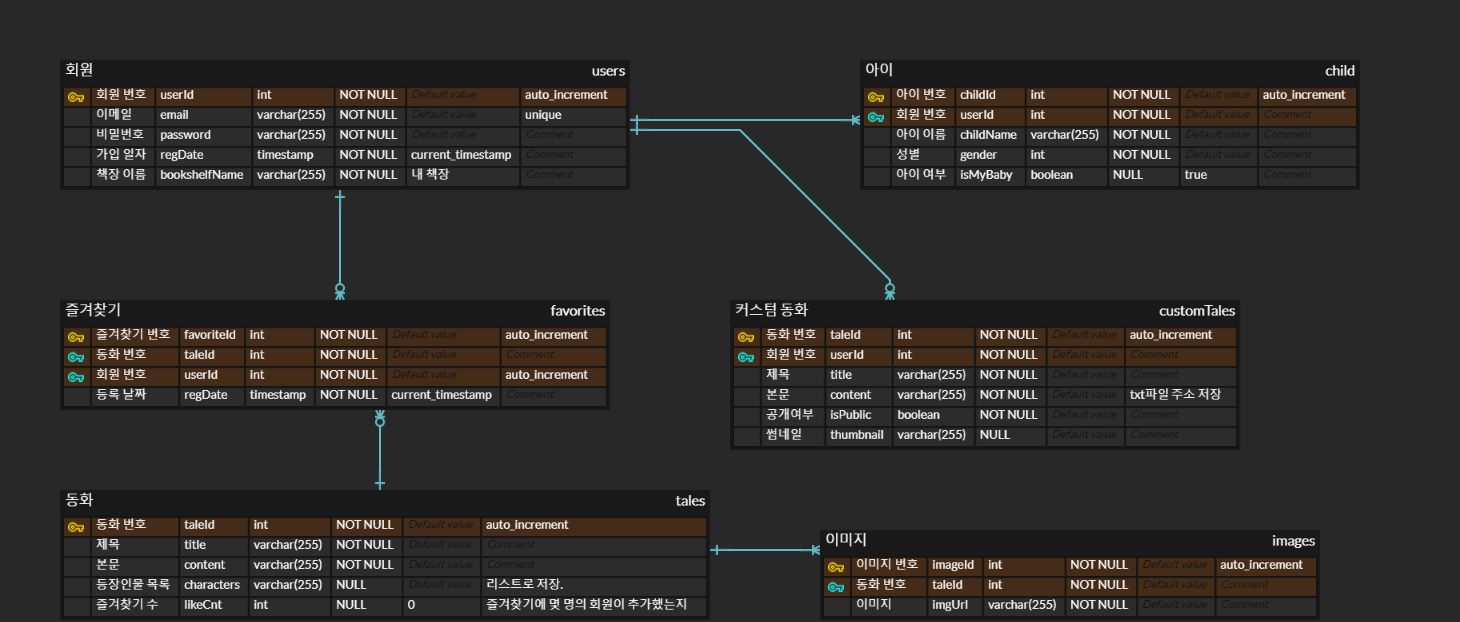 회원 users
회원 번호 userId int NOT NULL Default value auto_increment
이메일 email varchar(255) NOT NULL Default value unique
비밀번호 password varchar(255) NOT NULL Default value Comment
가입 일자 regDate timestamp NOT NULL current_timestamp Comment
책장 이름 bookshelfName varchar(255) NOT NULL 내 책장 Comment
아이 child
아이 번호 childId int NOT NULL Default value auto_increment
회원 번호 userId int NOT NULL Default value Comment
아이 이름 childName varchar(255) NOT NULL Default value Comment
성별 gender int NOT NULL Default value Comment
아이 여부 isMyBaby boolean NULL true Comment
즐겨찾기 favorites
즐겨찾기 번호 favoriteId int NOT NULL Default value auto_increment
동화 번호 taleId int NOT NULL Default value Comment
회원 번호 userId int NOT NULL Default value auto_increment
등록 날짜 regDate timestamp NOT NULL current_timestamp Comment
커스텀 동화 customTales
동화 번호 taleId int NOT NULL Default value auto_increment
회원 번호 userId int NOT NULL Default value Comment
제목 title varchar(255) NOT NULL Default value Comment
본문 content varchar(255) NOT NULL Default value txt파일 주소 저장
공개여부 isPublic boolean NOT NULL Default value Comment
썸네일 thumbnail varchar(255) NULL Default value Comment
동화 tales
동화 번호 taleId int NOT NULL Default value auto_increment
제목 title varchar(255) NOT NULL Default value Comment
본문 content varchar(255) NOT NULL Default value Comment
등장인물 목록 characters varchar(255) NULL Default value 리스트로 저장.
즐겨찾기 수 likeCnt int NULL 0 즐겨찾기에 몇 명의 회원이 추가했는지
이미지 images
이미지 번호 imageId int NOT NULL Default value auto_increment
동화 번호 taleId int NOT NULL Default value Comment
이미지 imgUrl varchar(255) NOT NULL Default value Comment